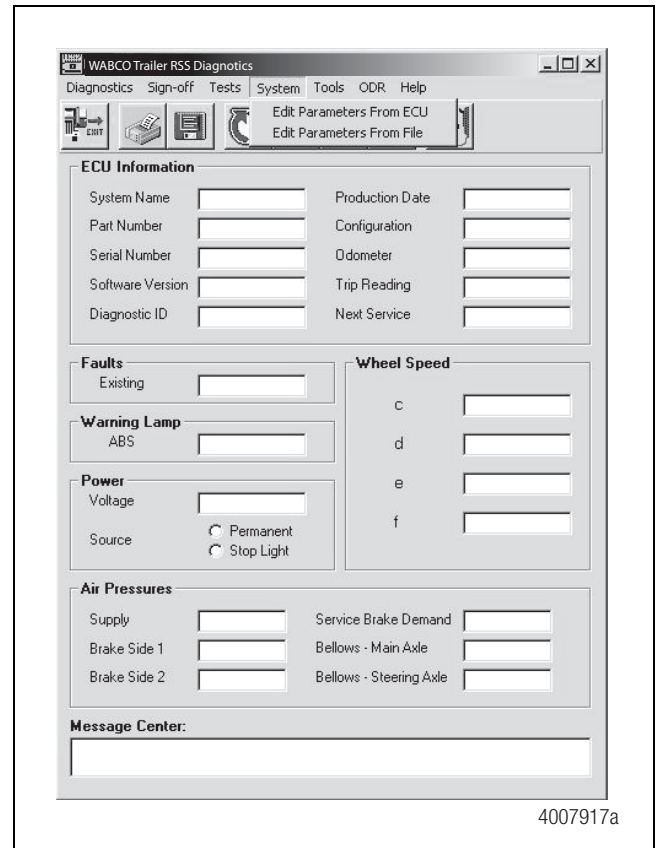 WABCO Trailer RSS Diagnotics
Diagnostics Sign-off Tests System Tools ODR Help
Edit Parameters From ECU
Edit Parameters From File
EXIT
ECU Information
System Name Production Date
Part Number Configuration
Serial Number Odometer
Software Version Trip Reading
Diagnostic ID Next Service
Faults
Existing
Warning Lamp
ABS
Power
Voltage
Source
Permanent
Stop Light
Wheel Speed
c
d
e
f
Air Pressures
Supply Service Brake Demand
Brake Side 1 Bellows - Main Axle
Brake Side 2 Bellows - Steering Axle
Message Center:
4007917a